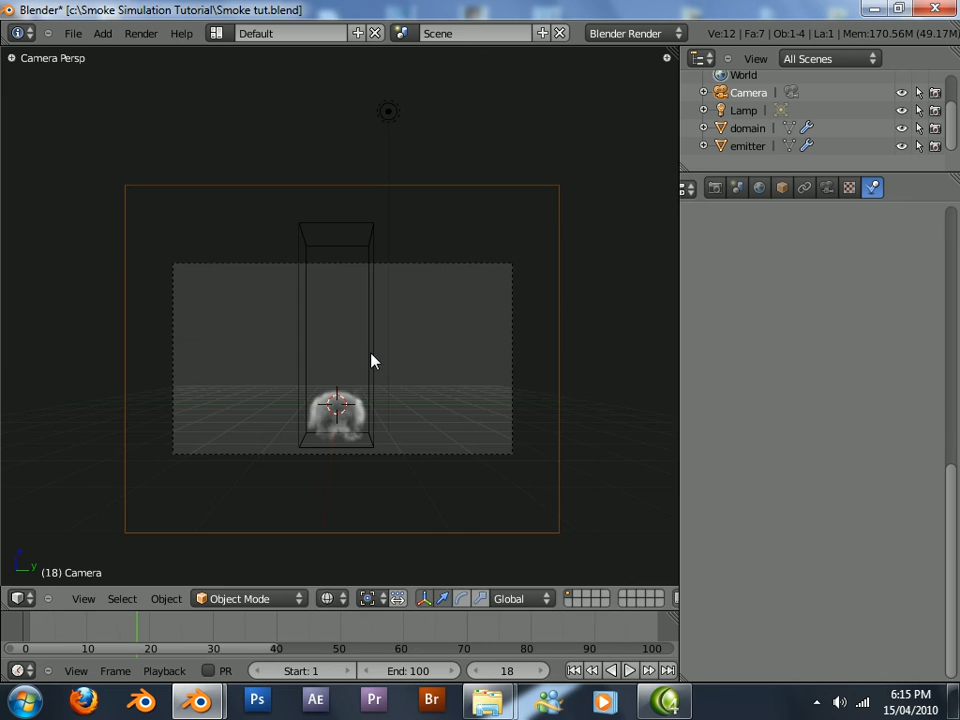 Blender* [c:\Smoke Simulation Tutorial\Smoke tut.blend]
File Add Render Help Default Scene Blender Render Ve:12 | Fa:7 | Ob:1-4 | La:1 | Mem:170.56M (49.17M
Camera Persp
View All Scenes
World
Camera
Lamp
domain
emitter
y
(18) Camera
View Select Object Object Mode Global
0 10 20 30 40 50 60 70 80 90 100
View Frame Playback PR Start: 1 End: 100 18
Ps AE Pr Br
6:15 PM
15/04/2010